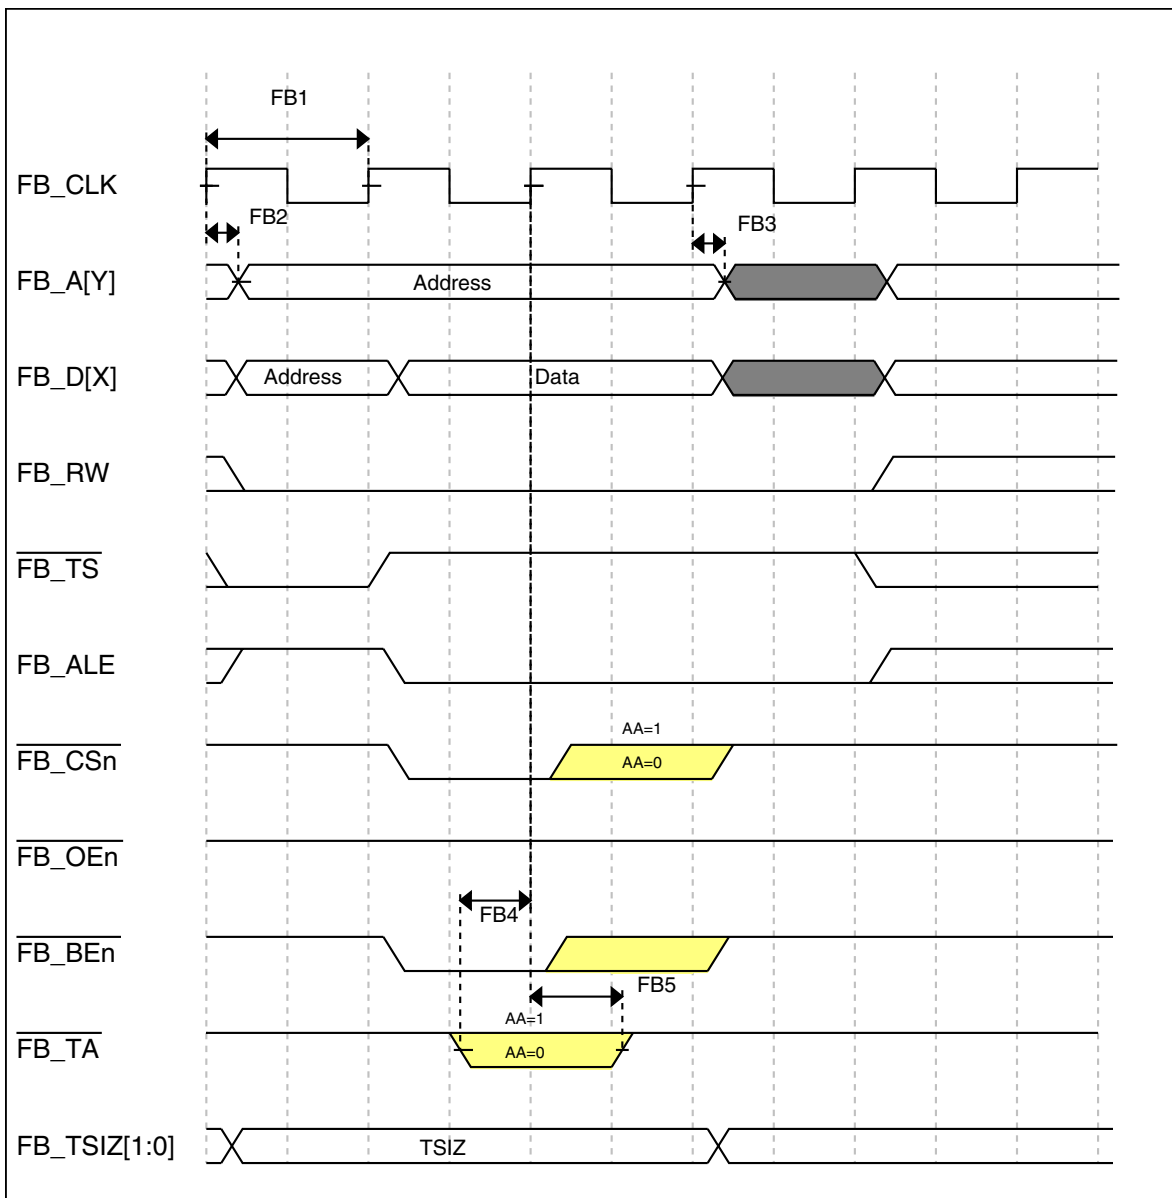 FB1
FB_CLK
FB2
FB3
FB_A[Y]
Address
FB_D[X]
Address
Data
FB_RW
FB_TS
FB_ALE
AA=1
FB_CSn
AA=0
FB_OEn
FB4
FB_BEn
FB5
AA=1
FB_TA
AA=0
FB_TSIZ[1:0]
TSIZ